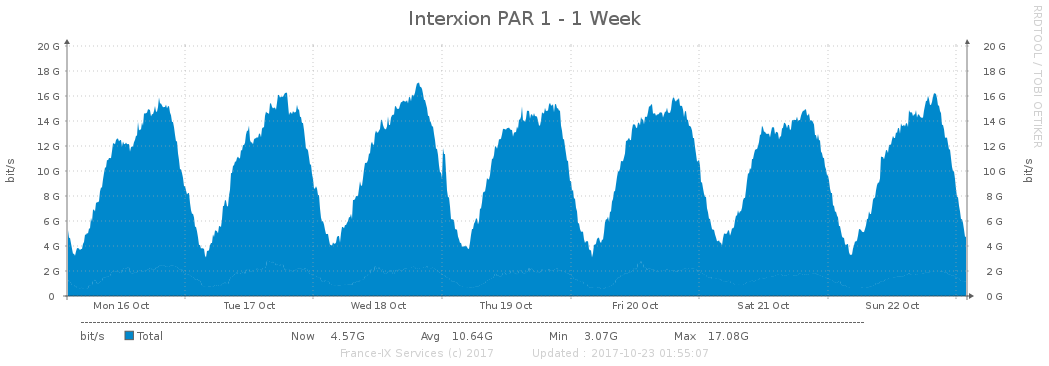 Interxion PAR 1 - 1 Week
RRDTOOL / TOBI OETIKER
bit/s
bit/s
20 G 20 G
18 G 18 G
16 G 16 G
14 G 14 G
12 G 12 G
10 G 10 G
8 G 8 G
6 G 6 G
4 G 4 G
2 G 2 G
0 0 G
Mon 16 Oct Tue 17 Oct Wed 18 Oct Thu 19 Oct Fri 20 Oct Sat 21 Oct Sun 22 Oct
bit/s Total Now 4.57G Avg 10.64G Min 3.07G Max 17.08G
France-IX Services (c) 2017 Updated : 2017-10-23 01:55:07